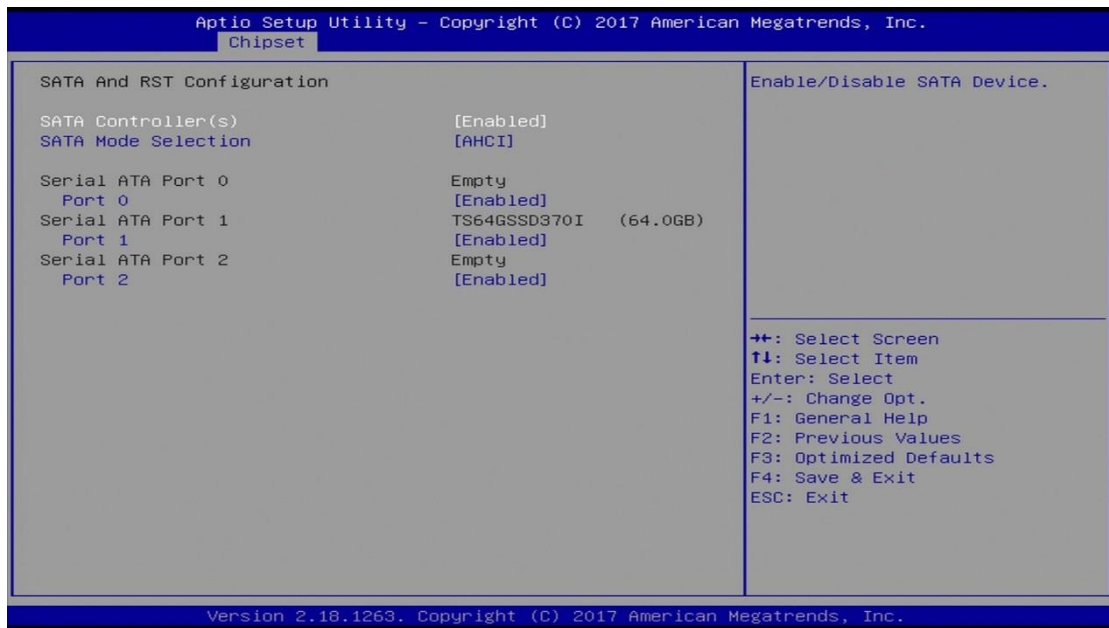 Aptio Setup Utility – Copyright (C) 2017 American Megatrends, Inc.
Chipset
SATA And RST Configuration
SATA Controller(s) [Enabled]
SATA Mode Selection [AHCI]
Serial ATA Port 0 Empty
Port 0 [Enabled]
Serial ATA Port 1 TS64GSSD370I (64.0GB)
Port 1 [Enabled]
Serial ATA Port 2 Empty
Port 2 [Enabled]
Enable/Disable SATA Device.
→←: Select Screen
↑↓: Select Item
Enter: Select
+/-: Change Opt.
F1: General Help
F2: Previous Values
F3: Optimized Defaults
F4: Save & Exit
ESC: Exit
Version 2.18.1263. Copyright (C) 2017 American Megatrends, Inc.